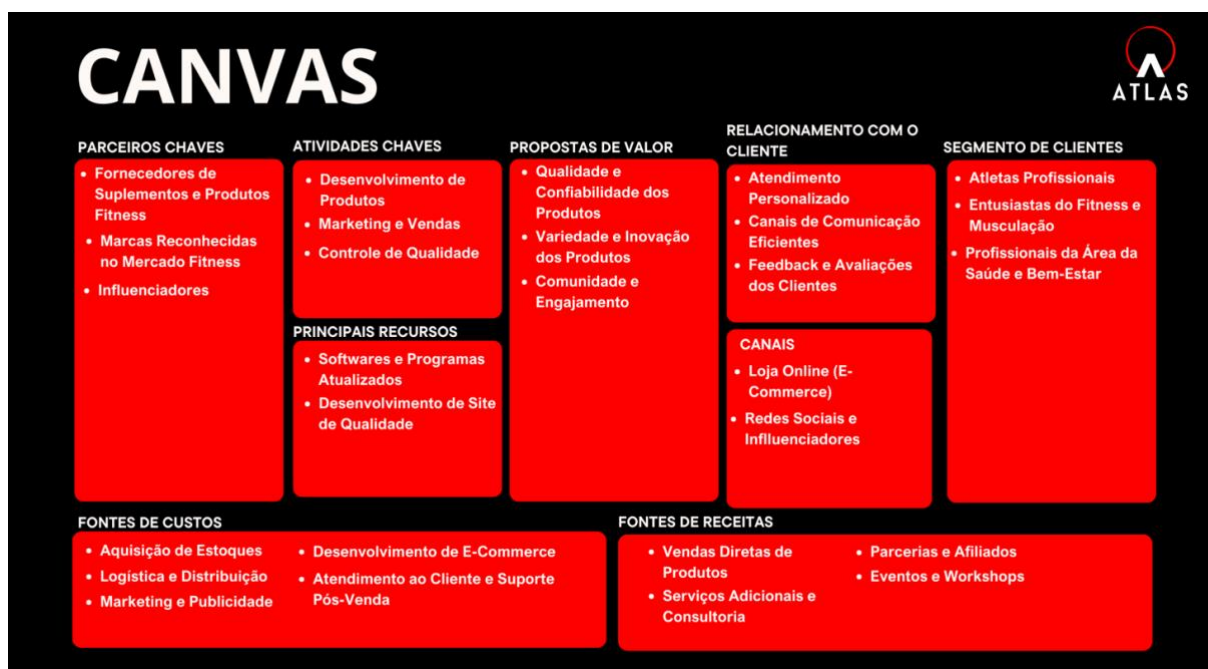 CANVAS
ATLAS
PARCEIROS CHAVES
• Fornecedores de
Suplementos e Produtos
Fitness
• Marcas Reconhecidas
no Mercado Fitness
• Influenciadores
ATIVIDADES CHAVES
• Desenvolvimento de
Produtos
• Marketing e Vendas
• Controle de Qualidade
PRINCIPAIS RECURSOS
• Softwares e Programas
Atualizados
• Desenvolvimento de Site
de Qualidade
PROPOSTAS DE VALOR
• Qualidade e
Confiabilidade dos
Produtos
• Variedade e Inovação
dos Produtos
• Comunidade e
Engajamento
RELACIONAMENTO COM O
CLIENTE
• Atendimento
Personalizado
• Canais de Comunicação
Eficientes
• Feedback e Avaliações
dos Clientes
CANAIS
• Loja Online (E-
Commerce)
• Redes Sociais e
Inflluenciadores
SEGMENTO DE CLIENTES
• Atletas Profissionais
• Entusiastas do Fitness e
Musculação
• Profissionais da Área da
Saúde e Bem-Estar
FONTES DE CUSTOS
• Aquisição de Estoques
• Logística e Distribuição
• Marketing e Publicidade
• Desenvolvimento de E-Commerce
• Atendimento ao Cliente e Suporte
Pós-Venda
FONTES DE RECEITAS
• Vendas Diretas de
Produtos
• Serviços Adicionais e
Consultoria
• Parcerias e Afiliados
• Eventos e Workshops